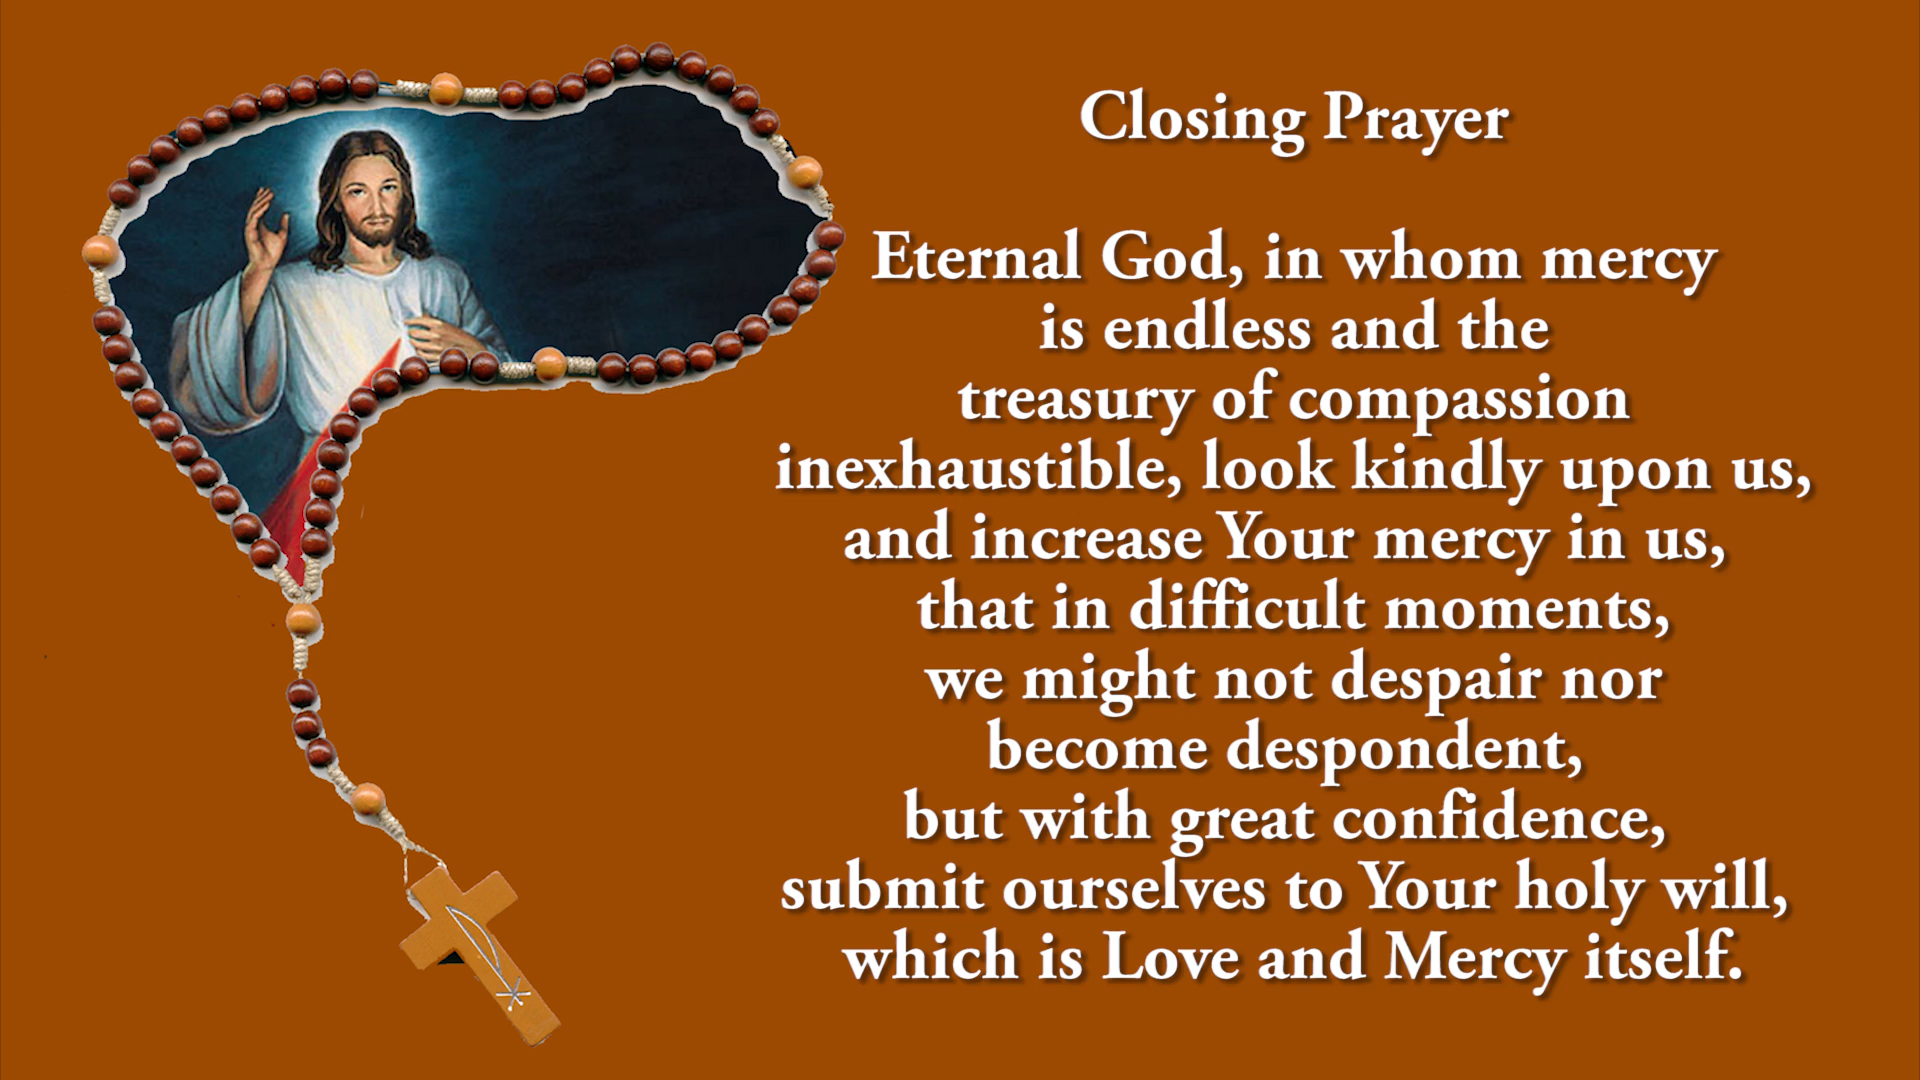 Closing Prayer
Eternal God, in whom mercy
is endless and the
treasury of compassion
inexhaustible, look kindly upon us,
and increase Your mercy in us,
that in difficult moments,
we might not despair nor
become despondent,
but with great confidence,
submit ourselves to Your holy will,
which is Love and Mercy itself.